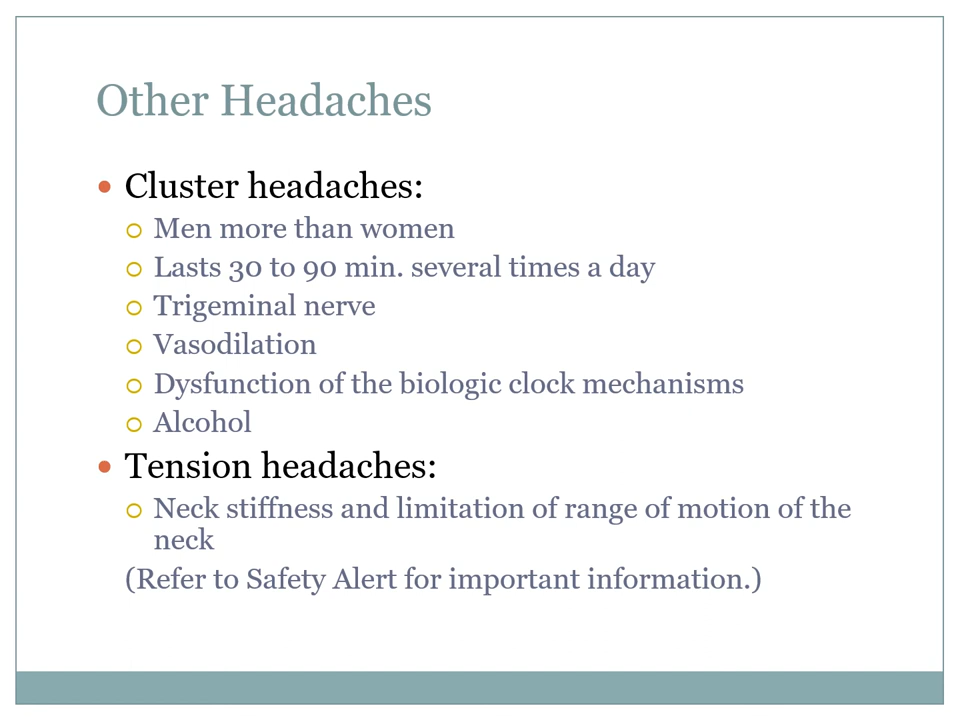 Other Headaches
Cluster headaches:
Men more than women
Lasts 30 to 90 min. several times a day
Trigeminal nerve
Vasodilation
Dysfunction of the biologic clock mechanisms
Alcohol
Tension headaches:
Neck stiffness and limitation of range of motion of the
neck
(Refer to Safety Alert for important information.)